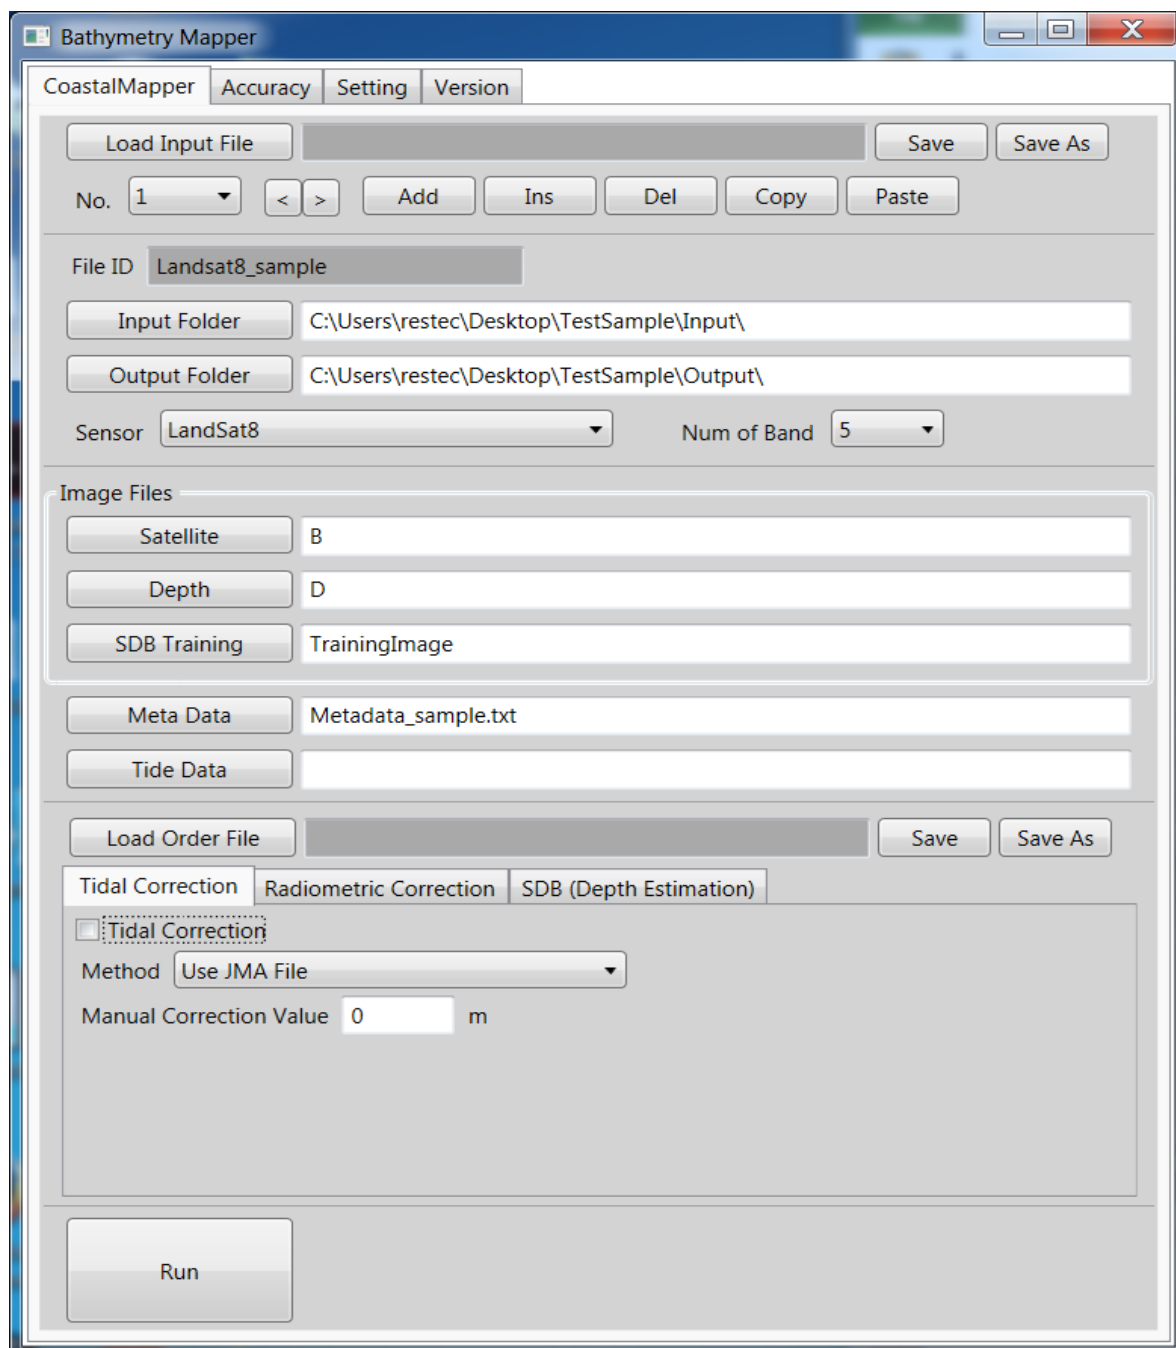 Bathymetry Mapper
CoastalMapper Accuracy Setting Version
Load Input File Save Save As
No. 1 < > Add Ins Del Copy Paste
File ID Landsat8_sample
Input Folder C:\Users\restec\Desktop\TestSample\Input\
Output Folder C:\Users\restec\Desktop\TestSample\Output\
Sensor LandSat8 Num of Band 5
Image Files
Satellite B
Depth D
SDB Training TrainingImage
Meta Data Metadata_sample.txt
Tide Data
Load Order File Save Save As
Tidal Correction Radiometric Correction SDB (Depth Estimation)
Tidal Correction
Method Use JMA File
Manual Correction Value 0 m
Run